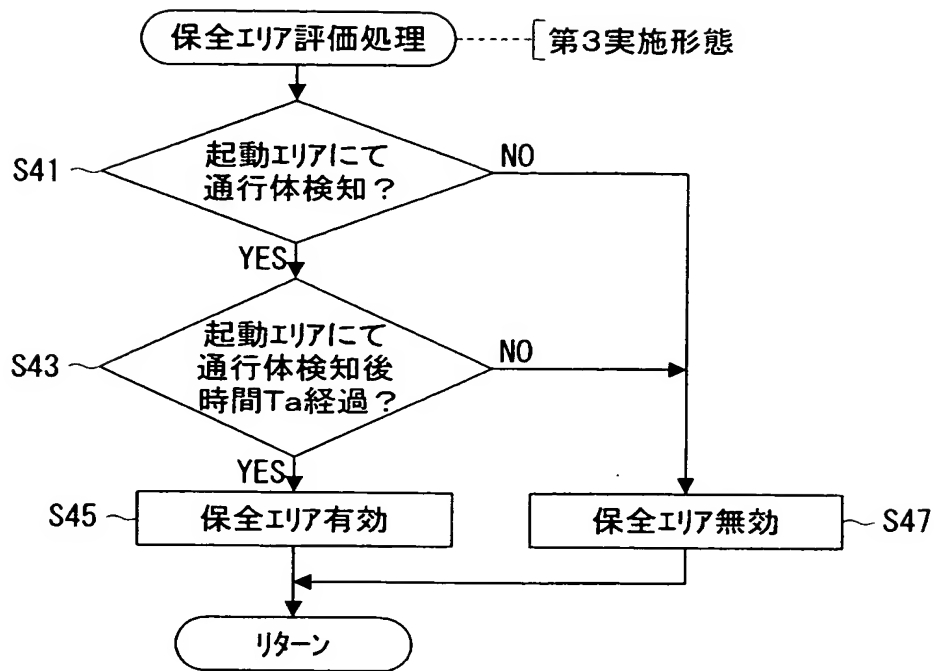 保全エリア評価処理
第3実施形態
起動エリアにて
通行体検知?
S41
NO
YES
起動エリアにて
通行体検知後
時間Ta経過?
S43
NO
YES
S45
保全エリア有効
保全エリア無効
S47
リターン